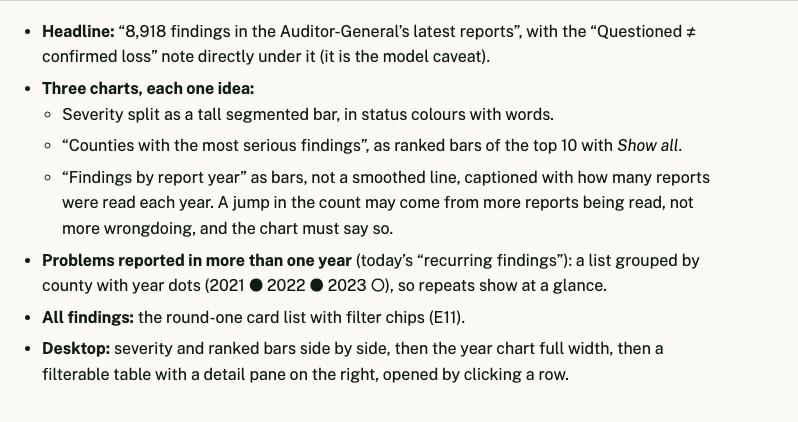 • Headline: “8,918 findings in the Auditor-General’s latest reports”, with the “Questioned ≠
confirmed loss” note directly under it (it is the model caveat).
• Three charts, each one idea:
◦ Severity split as a tall segmented bar, in status colours with words.
◦ “Counties with the most serious findings”, as ranked bars of the top 10 with Show all.
◦ “Findings by report year” as bars, not a smoothed line, captioned with how many reports
were read each year. A jump in the count may come from more reports being read, not
more wrongdoing, and the chart must say so.
• Problems reported in more than one year (today’s “recurring findings”): a list grouped by
county with year dots (2021 ● 2022 ● 2023 ○), so repeats show at a glance.
• All findings: the round-one card list with filter chips (E11).
• Desktop: severity and ranked bars side by side, then the year chart full width, then a
filterable table with a detail pane on the right, opened by clicking a row.